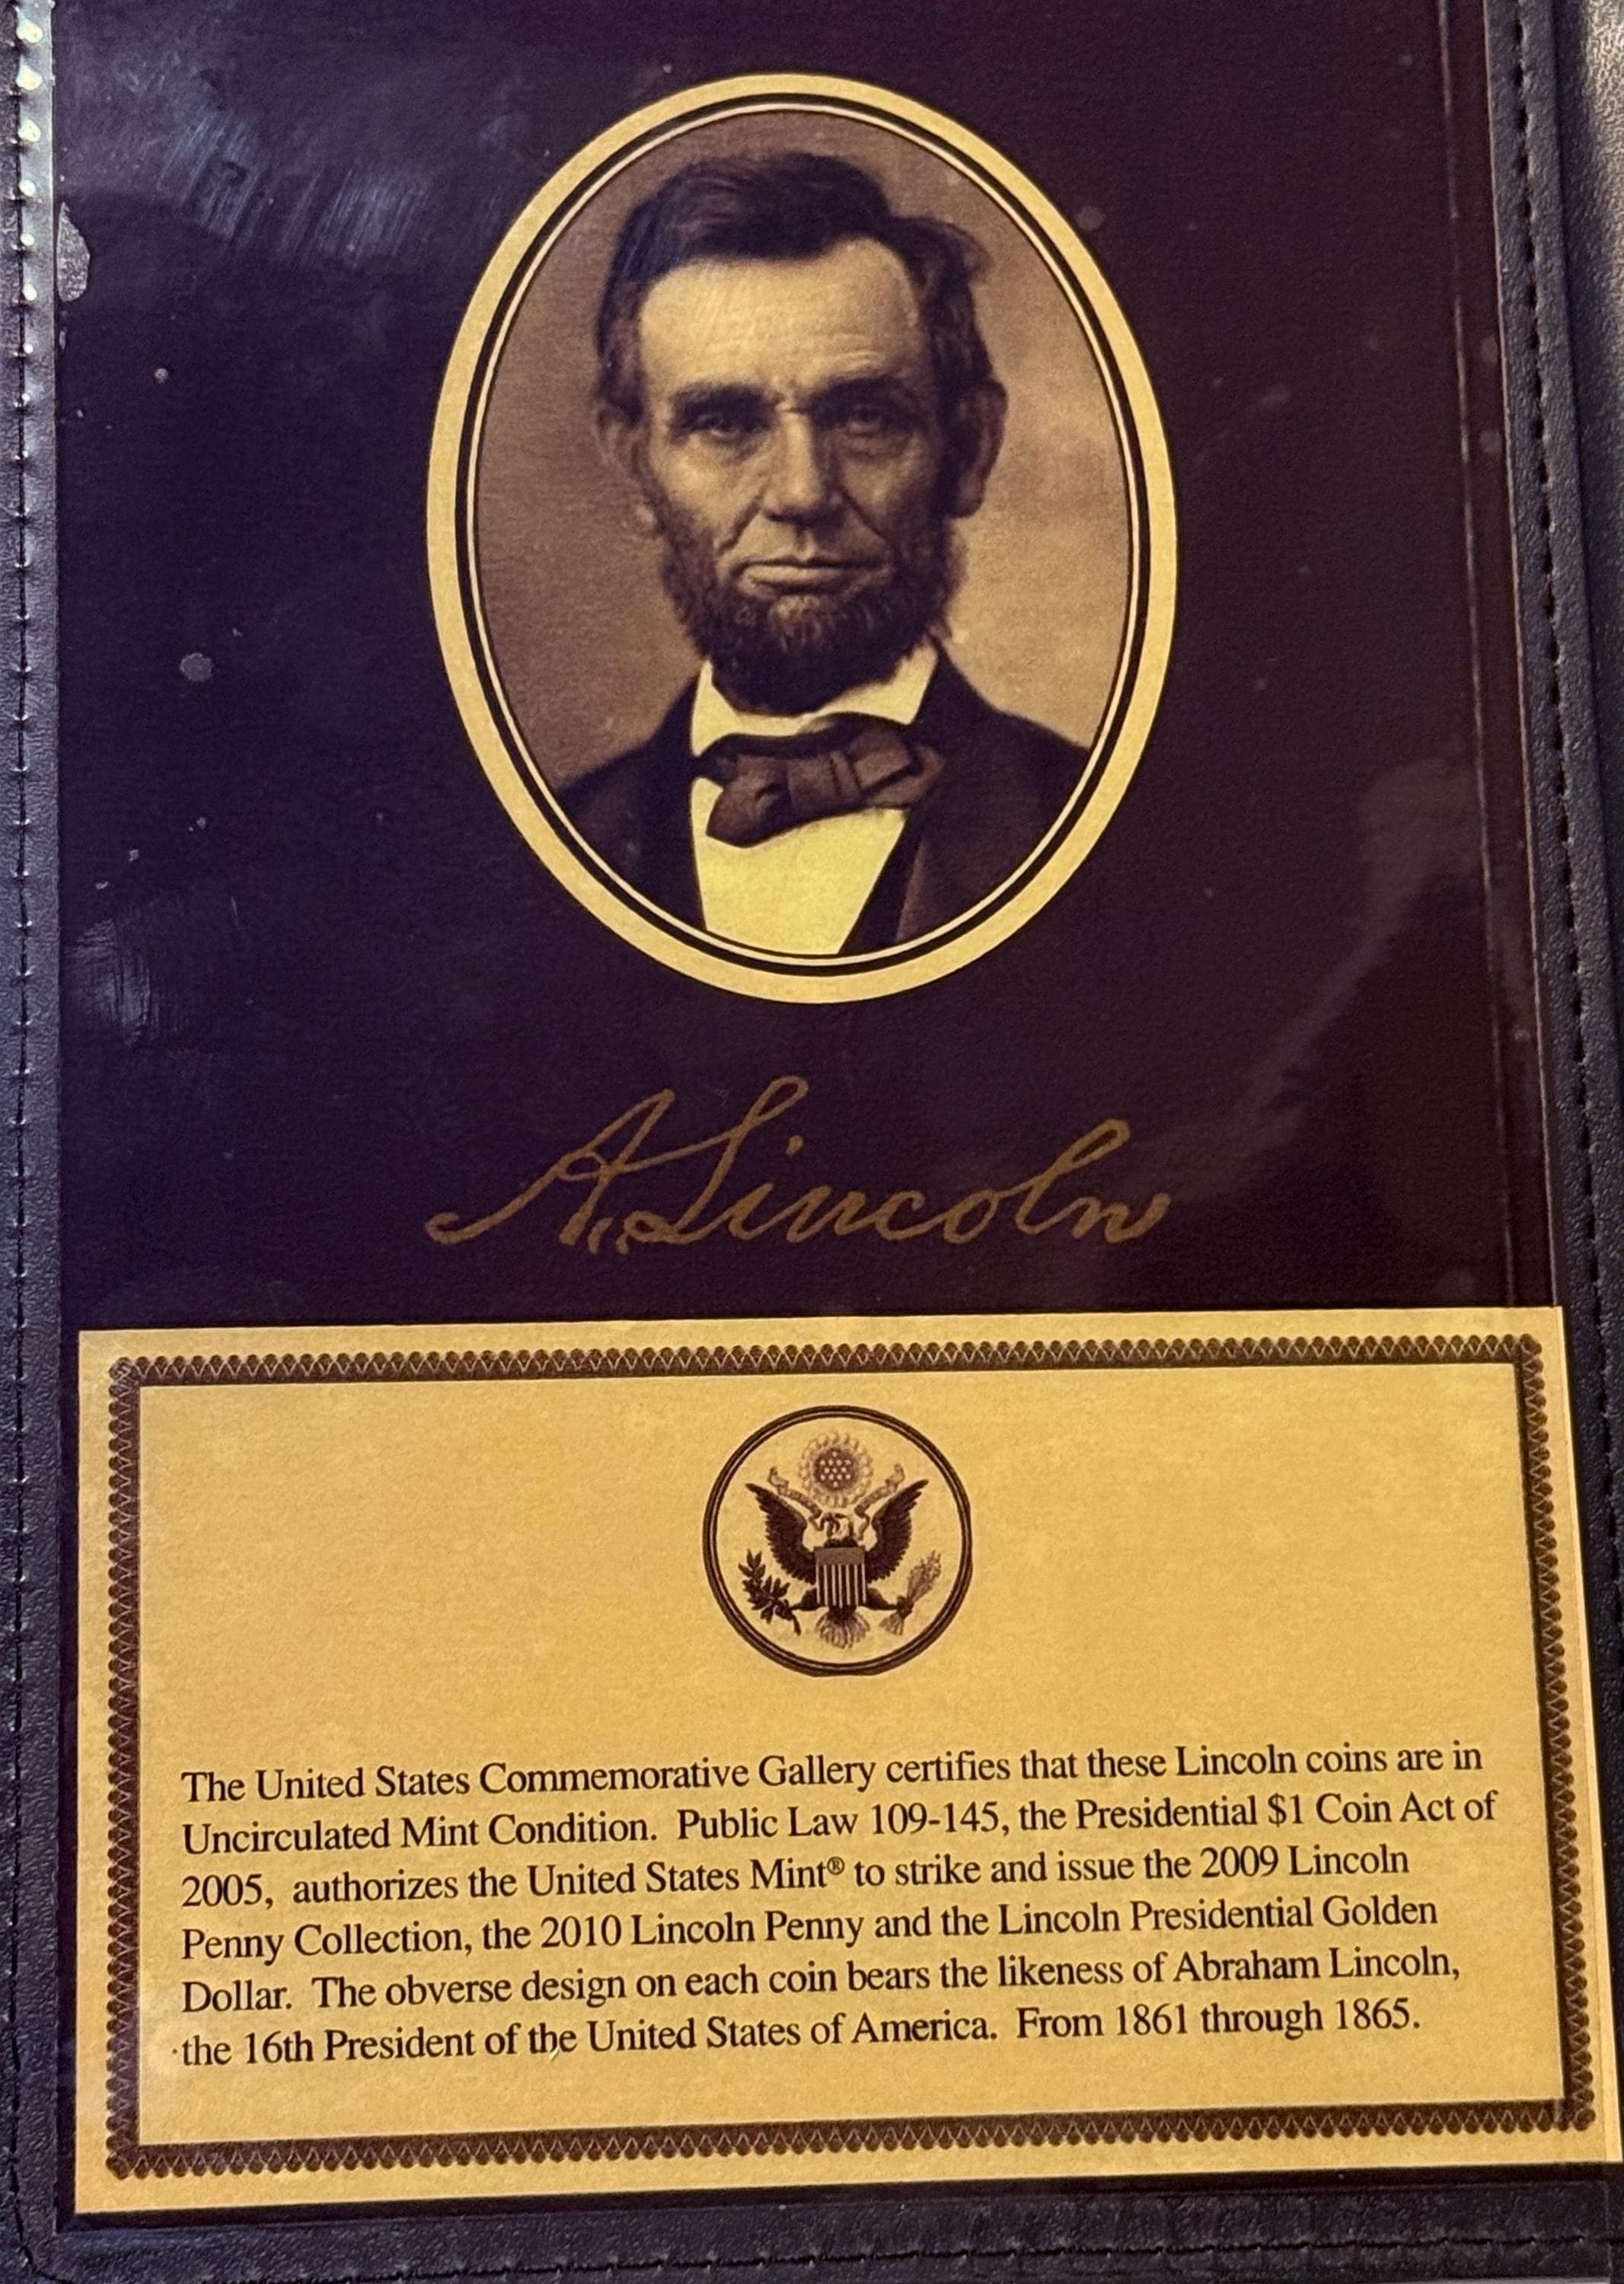 A. Lincoln
The United States Commemorative Gallery certifies that these Lincoln coins are in
Uncirculated Mint Condition. Public Law 109-145, the Presidential $1 Coin Act of
2005, authorizes the United States Mint® to strike and issue the 2009 Lincoln
Penny Collection, the 2010 Lincoln Penny and the Lincoln Presidential Golden
Dollar. The obverse design on each coin bears the likeness of Abraham Lincoln,
the 16th President of the United States of America. From 1861 through 1865.